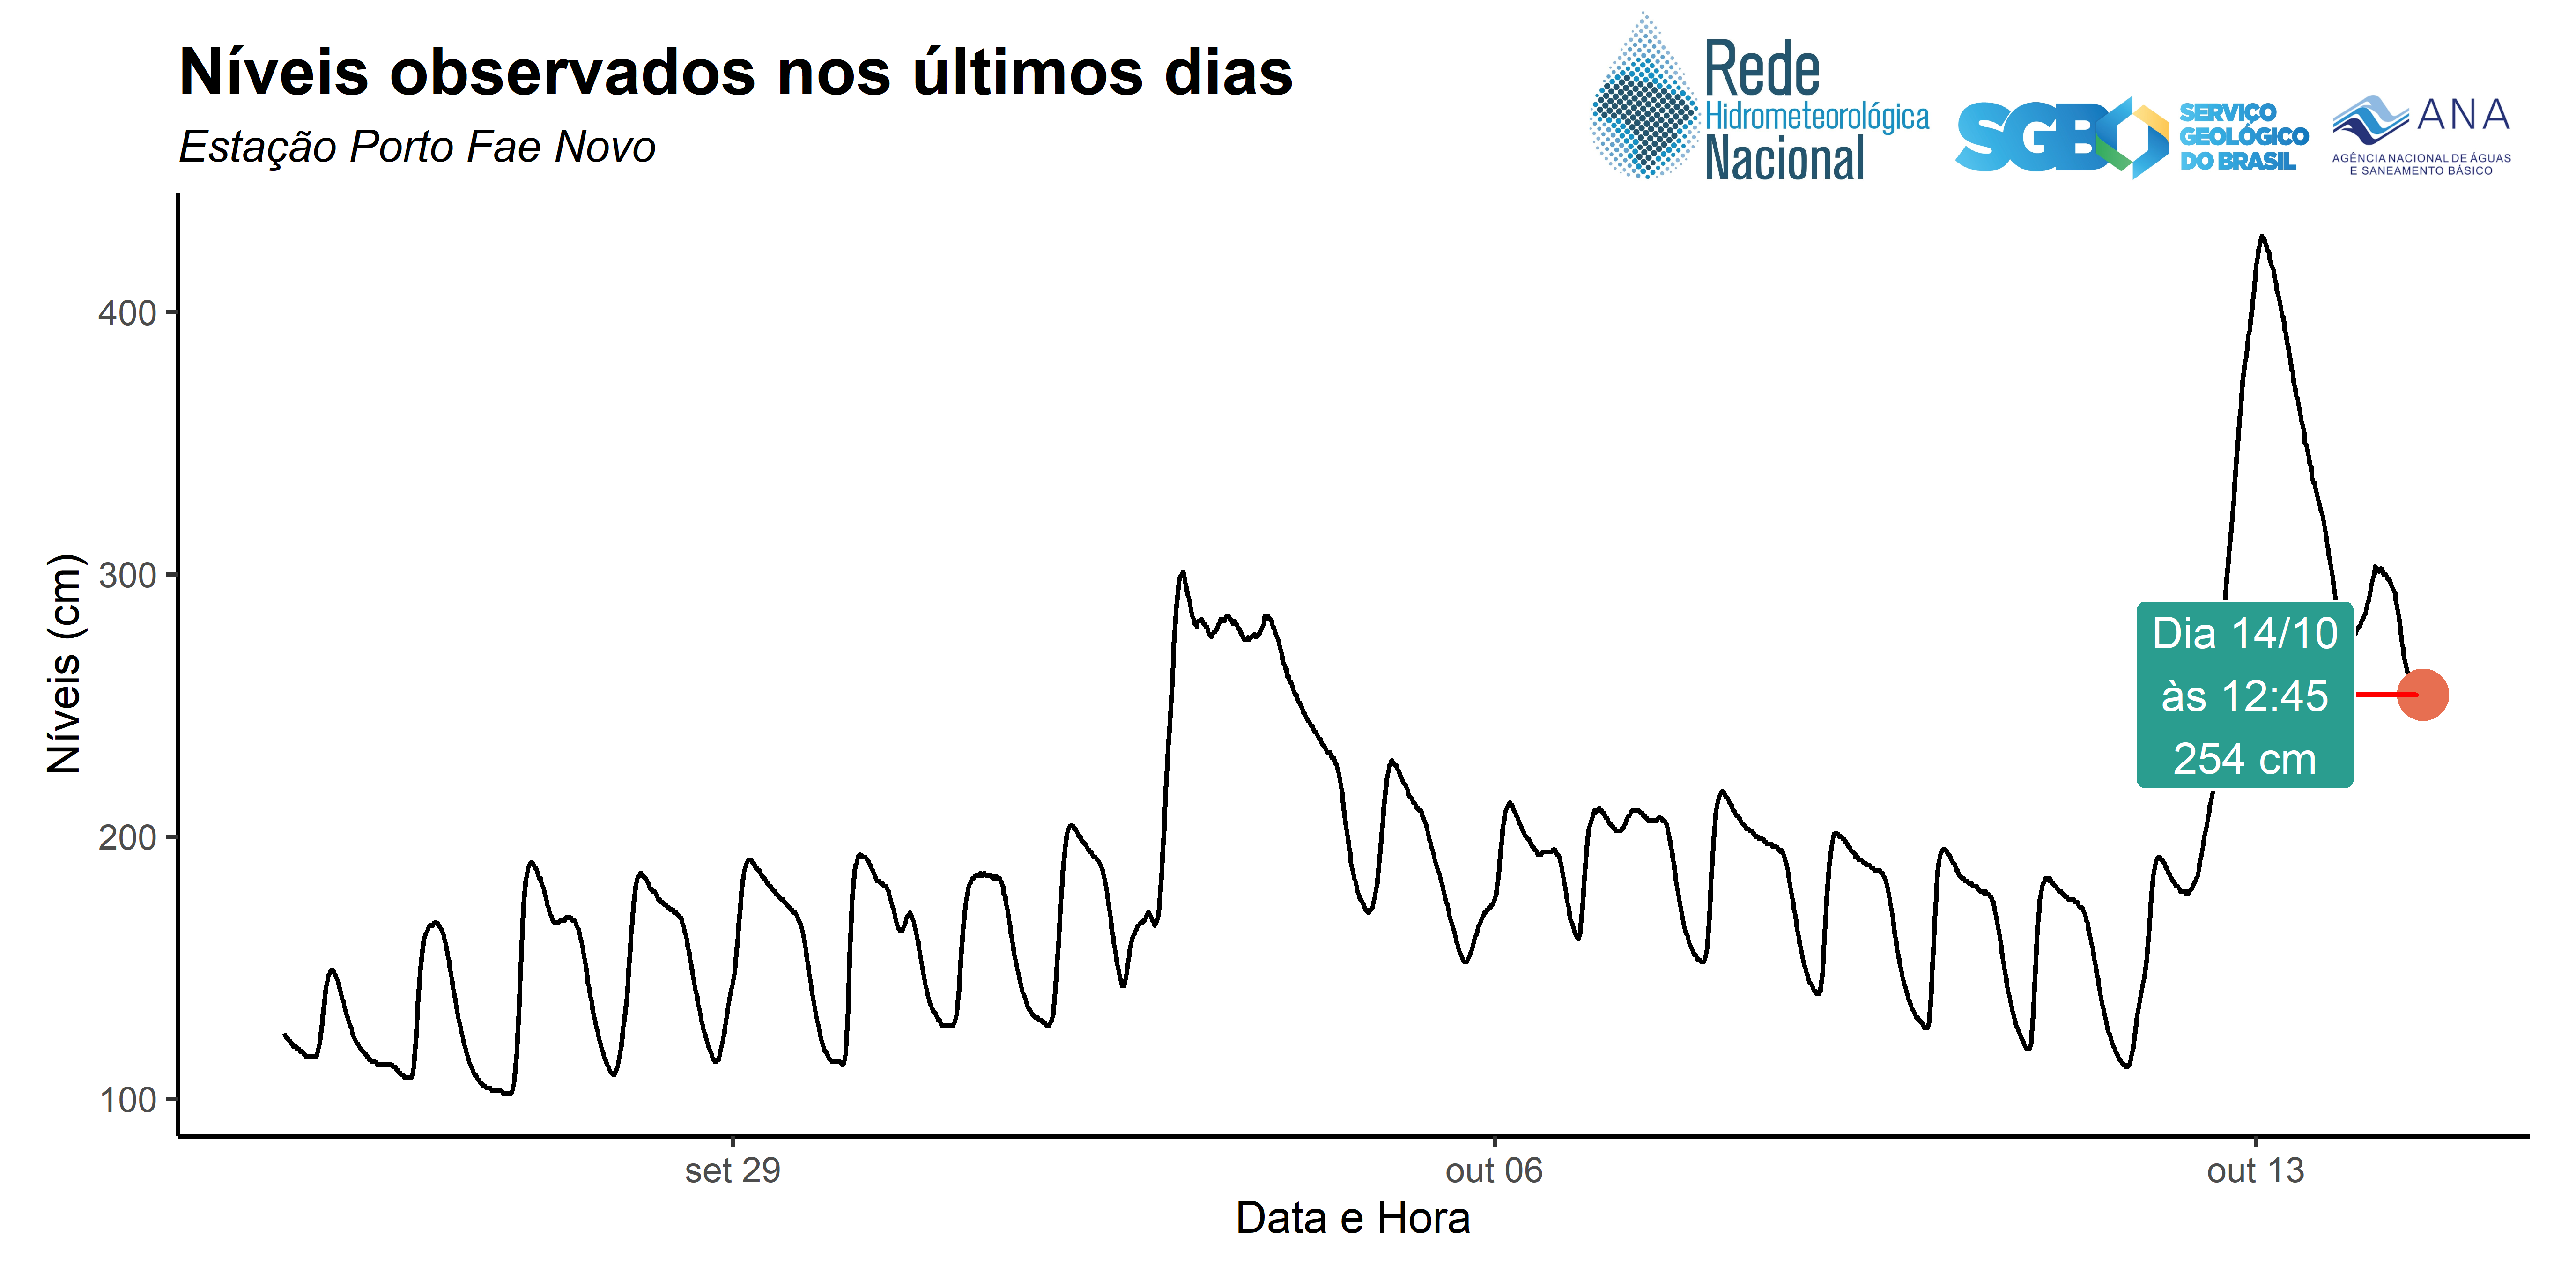 Níveis observados nos últimos dias
Estação Porto Fae Novo
Rede
Hidrometeorológica
Nacional
SGB
SERVIÇO
GEOLÓGICO
DO BRASIL
ANA
AGÊNCIA NACIONAL DE ÁGUAS
E SANEAMENTO BÁSICO
Níveis (cm)
400
300
200
100
Dia 14/10
às 12:45
254 cm
set 29
out 06
out 13
Data e Hora